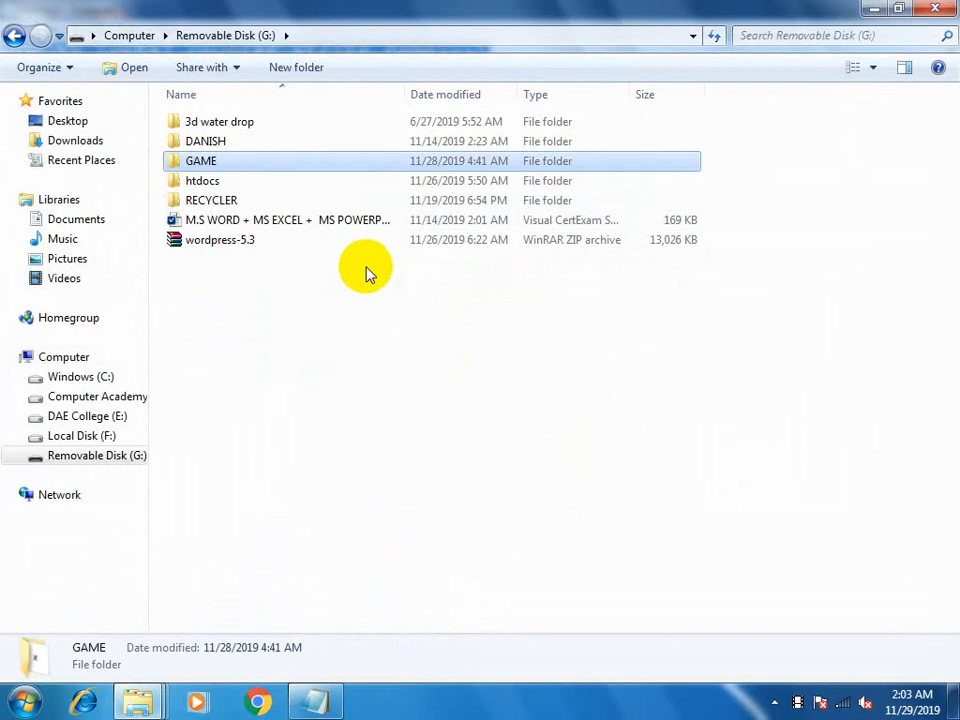 Computer
Removable Disk (G:)
Search Removable Disk (G:)
Organize
Open
Share with
New folder
Name
Date modified
Type
Size
Favorites
Desktop
Downloads
Recent Places
Libraries
Documents
Music
Pictures
Videos
Homegroup
Computer
Windows (C:)
Computer Academy
DAE College (E:)
Local Disk (F:)
Removable Disk (G:)
Network
3d water drop 6/27/2019 5:52 AM File folder
DANISH 11/14/2019 2:23 AM File folder
GAME 11/28/2019 4:41 AM File folder
htdocs 11/26/2019 5:50 AM File folder
RECYCLER 11/19/2019 6:54 PM File folder
M.S WORD + MS EXCEL + MS POWERP... 11/14/2019 2:01 AM Visual CertExam S... 169 KB
wordpress-5.3 11/26/2019 6:22 AM WinRAR ZIP archive 13,026 KB
GAME Date modified: 11/28/2019 4:41 AM
File folder
2:03 AM
11/29/2019